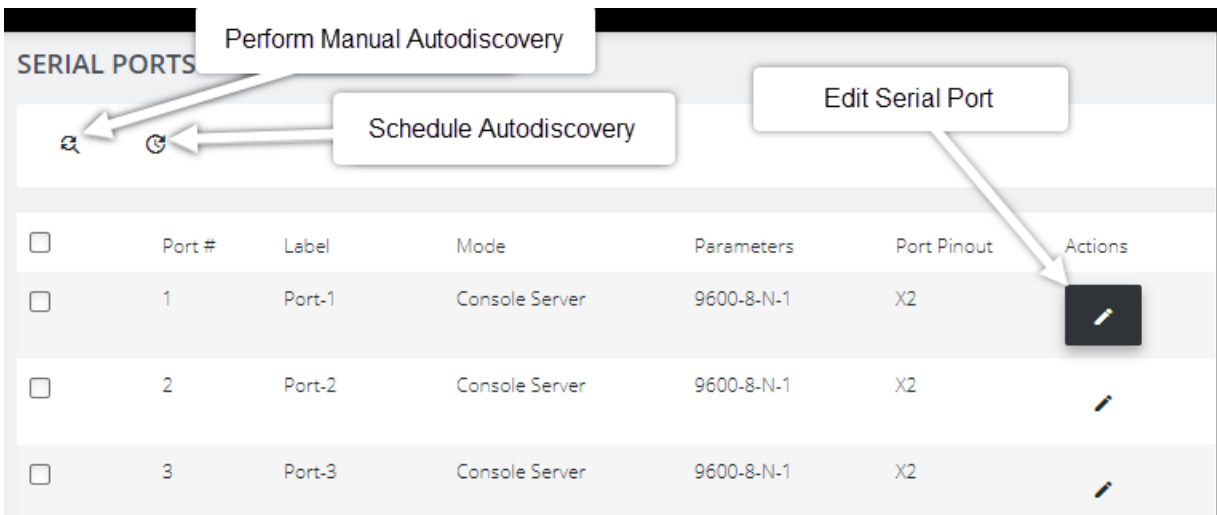 Perform Manual Autodiscovery
SERIAL PORTS
Edit Serial Port
Schedule Autodiscovery
Port # Label Mode Parameters Port Pinout Actions
1 Port-1 Console Server 9600-8-N-1 X2
2 Port-2 Console Server 9600-8-N-1 X2
3 Port-3 Console Server 9600-8-N-1 X2